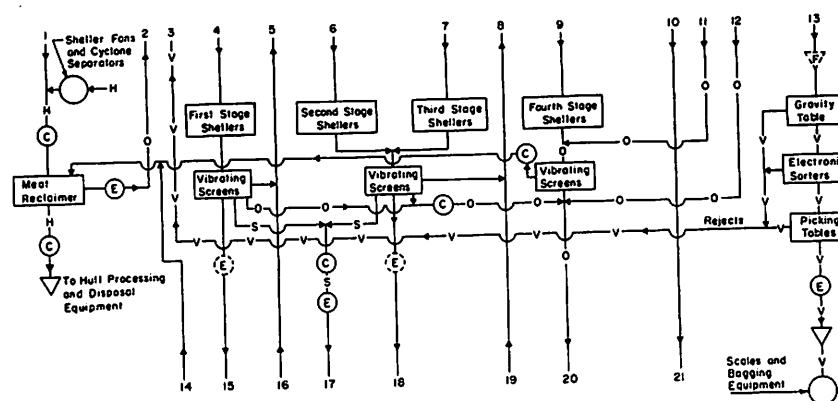 1
2
3
4
5
6
7
8
9
10
11
12
13
Sheller Fans
and Cyclone
Separators
H
V
F
H
C
O
V
First Stage
Shellers
Second Stage
Shellers
Third Stage
Shellers
Fourth Stage
Shellers
O
O
O
O
Gravity
Table
V
V
Electronic
Sorters
V
Meat
Reclaimer
E
O
V
Vibrating
Screens
Vibrating
Screens
C
O
Vibrating
Screens
O
O
O
O
O
C
O
O
O
H
C
S
S
V
V
V
V
V
V
V
V
V
Rejects
V
Picking
Tables
V
To Hull Processing
and Disposal
Equipment
E
C
S
E
E
O
E
V
V
Scales and
Bagging
Equipment
14
15
16
17
18
19
20
21